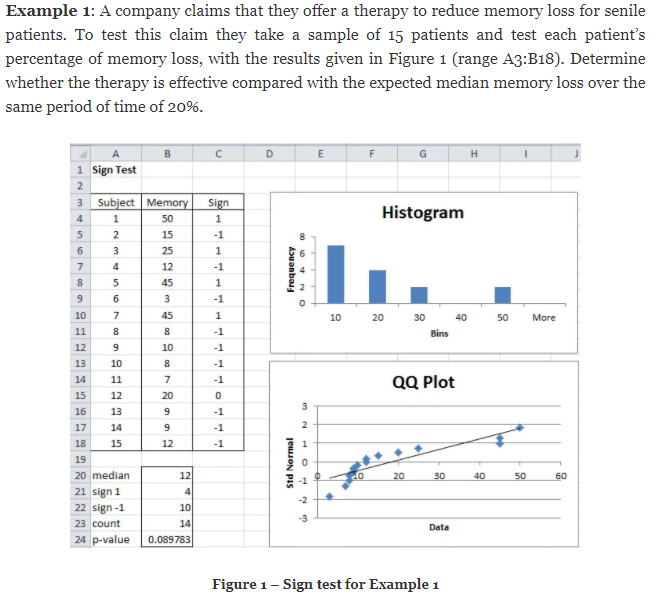 Example 1: A company claims that they offer a therapy to reduce memory loss for senile
patients. To test this claim they take a sample of 15 patients and test each patient's
percentage of memory loss, with the results given in Figure 1 (range A3:B18). Determine
whether the therapy is effective compared with the expected median memory loss over the
same period of time of 20%.
A B C D E F G H I J
1 Sign Test
2
3 Subject Memory Sign
4 1 50 1
5 2 15 -1
6 3 25 1
7 4 12 -1
8 5 45 1
9 6 3 -1
10 7 45 1
11 8 8 -1
12 9 10 -1
13 10 8 -1
14 11 7 -1
15 12 20 0
16 13 9 -1
17 14 9 -1
18 15 12 -1
19
20 median 12
21 sign 1 4
22 sign -1 10
23 count 14
24 p-value 0.089783
Histogram
Frequency
8
6
4
2
0
10 20 30 40 50 More
Bins
QQ Plot
Std Normal
3
2
1
0
-1
-2
-3
0 10 20 30 40 50 60
Data
Figure 1 – Sign test for Example 1